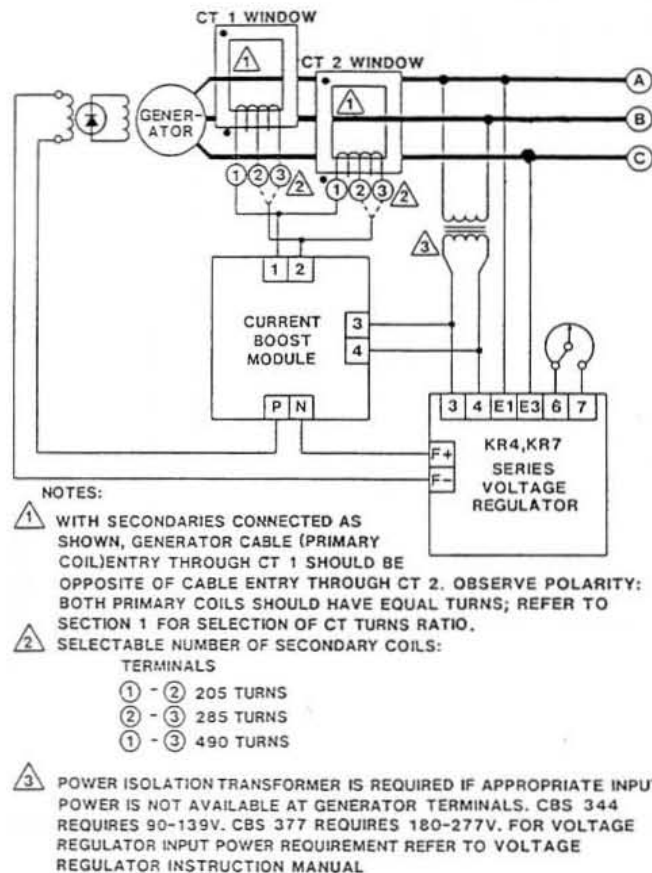 CT 1 WINDOW
CT 2 WINDOW
1
1
A
GENER-
ATOR
B
C
1 2 3
2
1 2 3
2
3
1 2
CURRENT
BOOST
MODULE
3
4
P N
3 4 E1 E3 6 7
F+
F-
KR4,KR7
SERIES
VOLTAGE
REGULATOR
NOTES:
1 WITH SECONDARIES CONNECTED AS
SHOWN, GENERATOR CABLE (PRIMARY
COIL)ENTRY THROUGH CT 1 SHOULD BE
OPPOSITE OF CABLE ENTRY THROUGH CT 2. OBSERVE POLARITY:
BOTH PRIMARY COILS SHOULD HAVE EQUAL TURNS; REFER TO
SECTION 1 FOR SELECTION OF CT TURNS RATIO.
2 SELECTABLE NUMBER OF SECONDARY COILS:
TERMINALS
1 - 2 205 TURNS
2 - 3 285 TURNS
1 - 3 490 TURNS
3 POWER ISOLATION TRANSFORMER IS REQUIRED IF APPROPRIATE INPU
POWER IS NOT AVAILABLE AT GENERATOR TERMINALS. CBS 344
REQUIRES 90-139V. CBS 377 REQUIRES 180-277V. FOR VOLTAGE
REGULATOR INPUT POWER REQUIREMENT REFER TO VOLTAGE
REGULATOR INSTRUCTION MANUAL